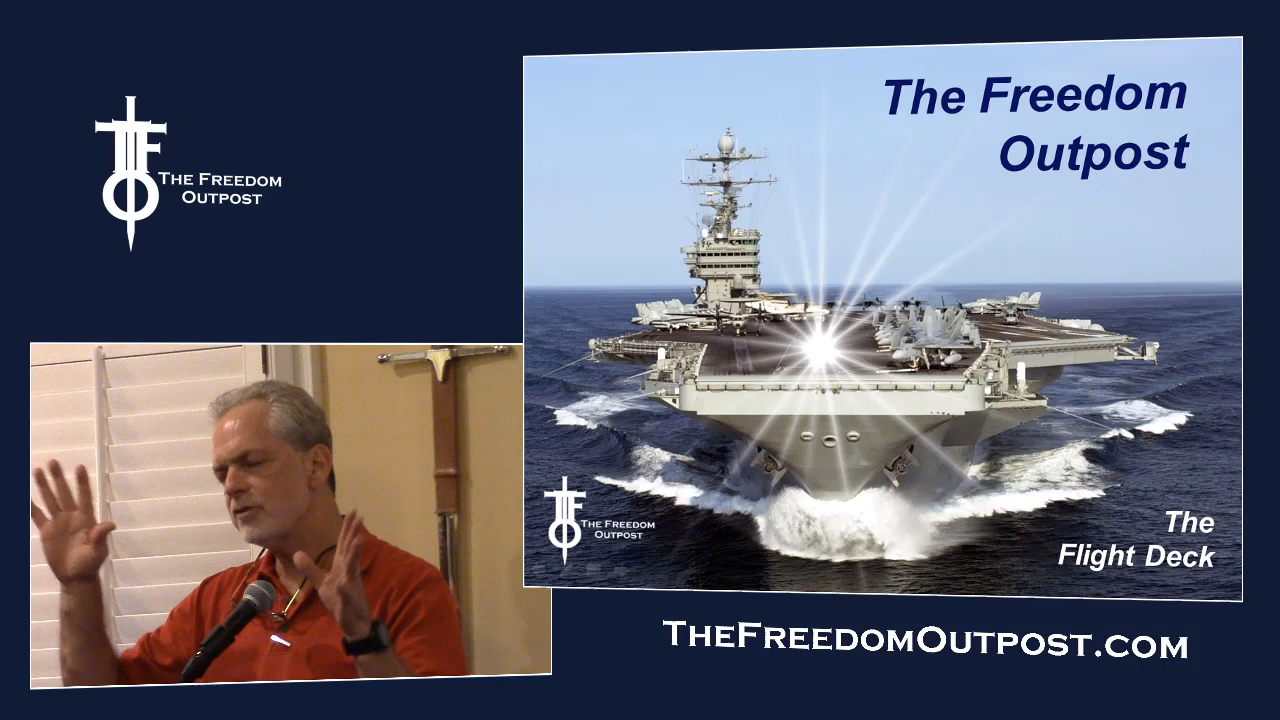 The Freedom
Outpost
The Freedom
Outpost
The Freedom
Outpost
The
Flight Deck
TheFreedomOutpost.com